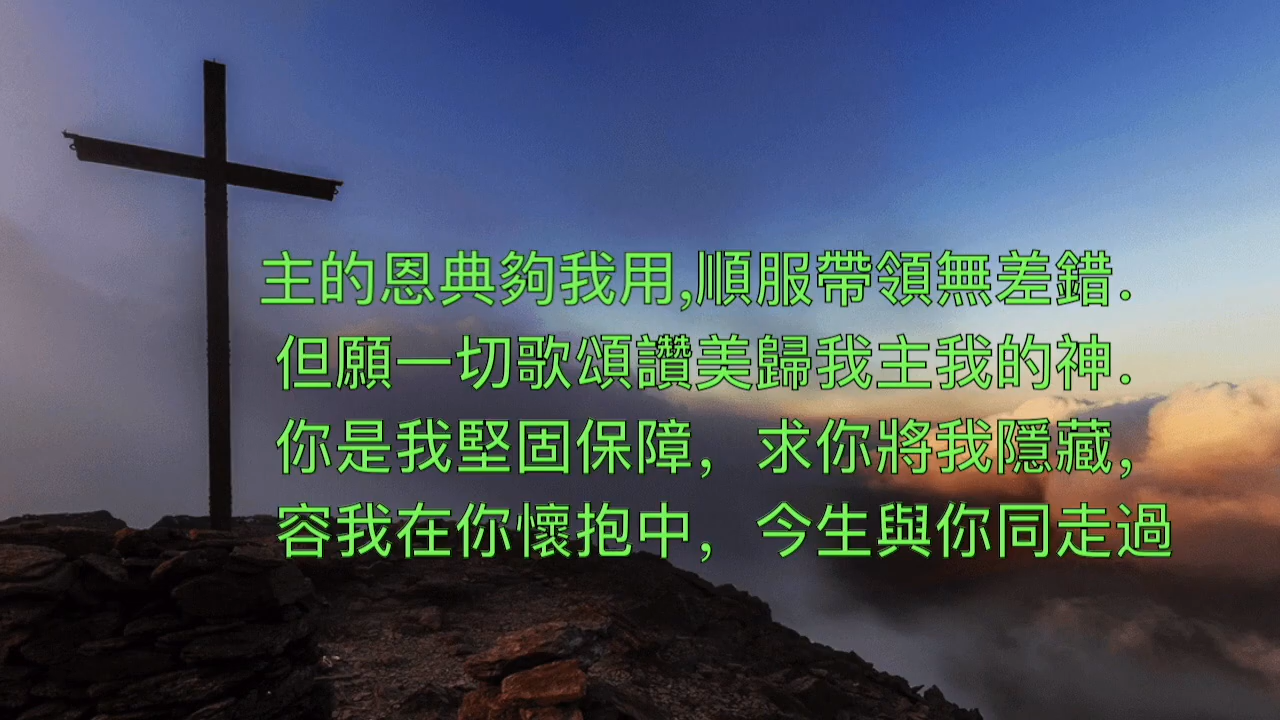 主的恩典夠我用,順服帶領無差錯.
但願一切歌頌讚美歸我主我的神.
你是我堅固保障，求你將我隱藏，
容我在你懷抱中，今生與你同走過